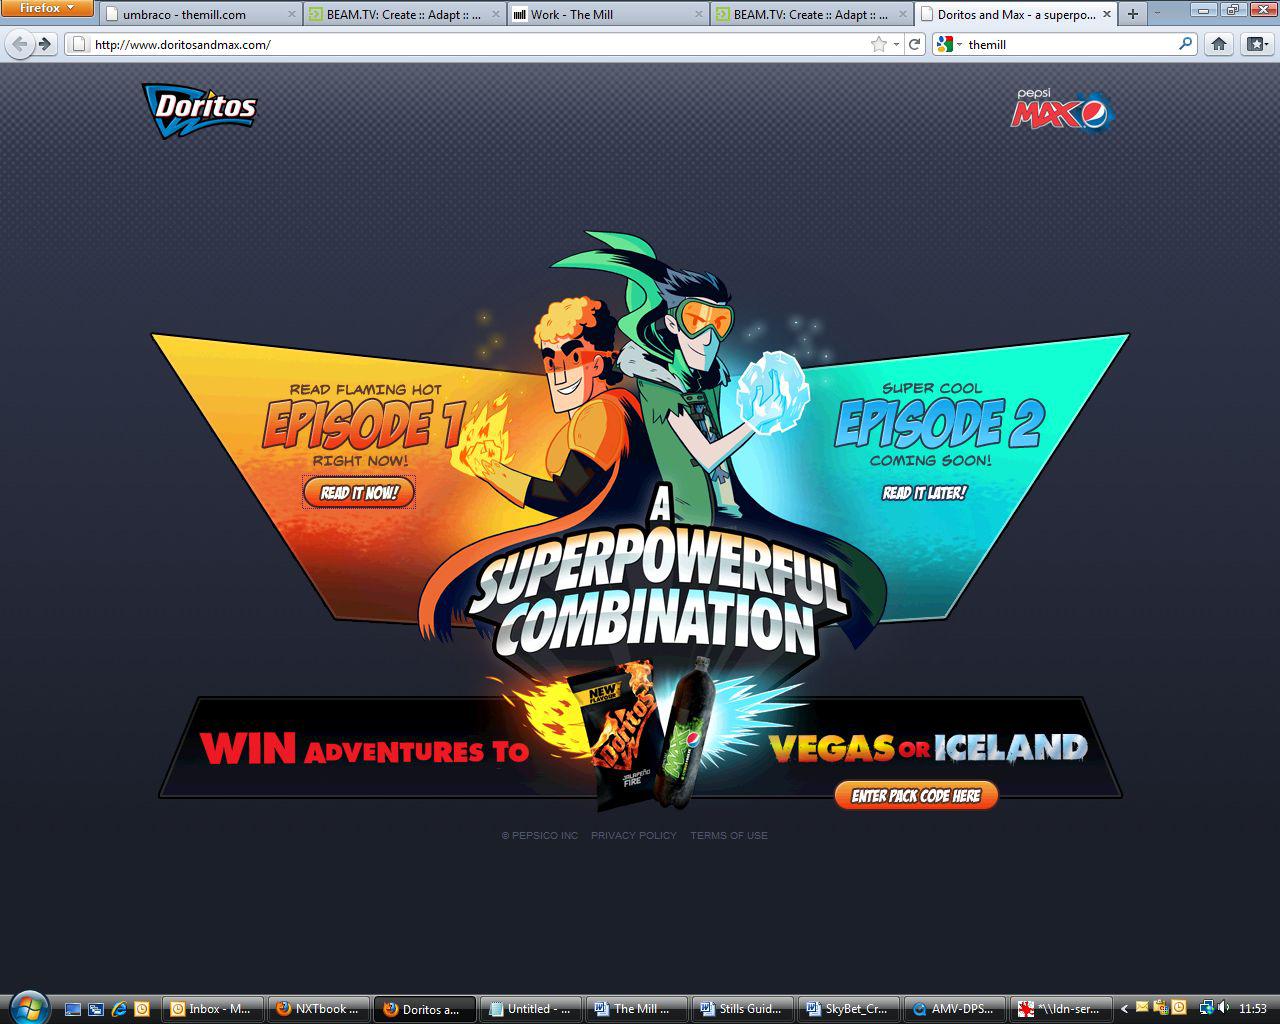 Firefox
umbraco - themill.com
BEAM.TV: Create :: Adapt :: ...
Work - The Mill
BEAM.TV: Create :: Adapt :: ...
Doritos and Max - a superpo...
http://www.doritosandmax.com/
themill
Doritos
pepsi
MAX
READ FLAMING HOT
EPISODE 1
RIGHT NOW!
READ IT NOW!
SUPER COOL
EPISODE 2
COMING SOON!
READ IT LATER!
A
SUPERPOWERFUL
COMBINATION
NEW
FLAVOUR
Doritos
JALAPEÑO
FIRE
MAX
WIN ADVENTURES TO
VEGAS OR ICELAND
ENTER PACK CODE HERE
© PEPSICO INC PRIVACY POLICY TERMS OF USE
Inbox - M...
NXTbook ...
Doritos a...
Untitled - ...
The Mill ...
Stills Guid...
SkyBet_Cr...
AMV-DPS...
*\\ldn-ser...
11:53